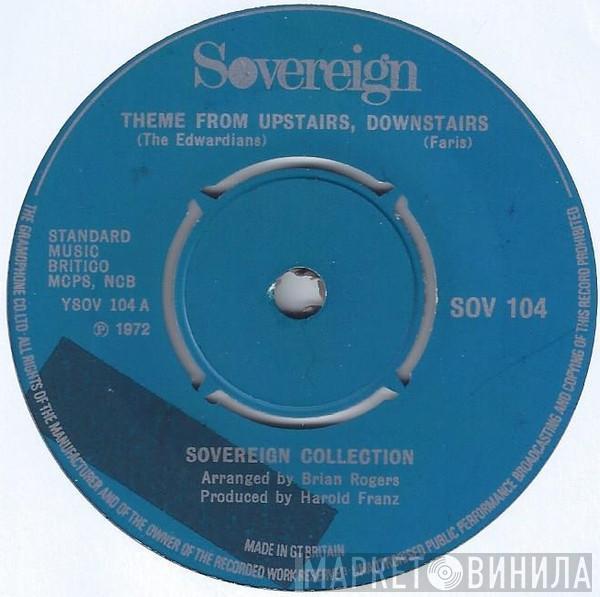 Sovereign
THEME FROM UPSTAIRS, DOWNSTAIRS
(The Edwardians) (Faris)
STANDARD
MUSIC
BRITICO
MCPS, NCB
YSOV 104 A
℗ 1972
SOV 104
SOVEREIGN COLLECTION
Arranged by Brian Rogers
Produced by Harold Franz
MADE IN GT BRITAIN
THE GRAMOPHONE CO. LTD · ALL RIGHTS OF THE MANUFACTURER AND OF THE OWNER OF THE RECORDED WORK RESERVED PUBLIC PERFORMANCE BROADCASTING AND COPYING OF THIS RECORD PROHIBITED
МАРКЕТ ВИНИЛА